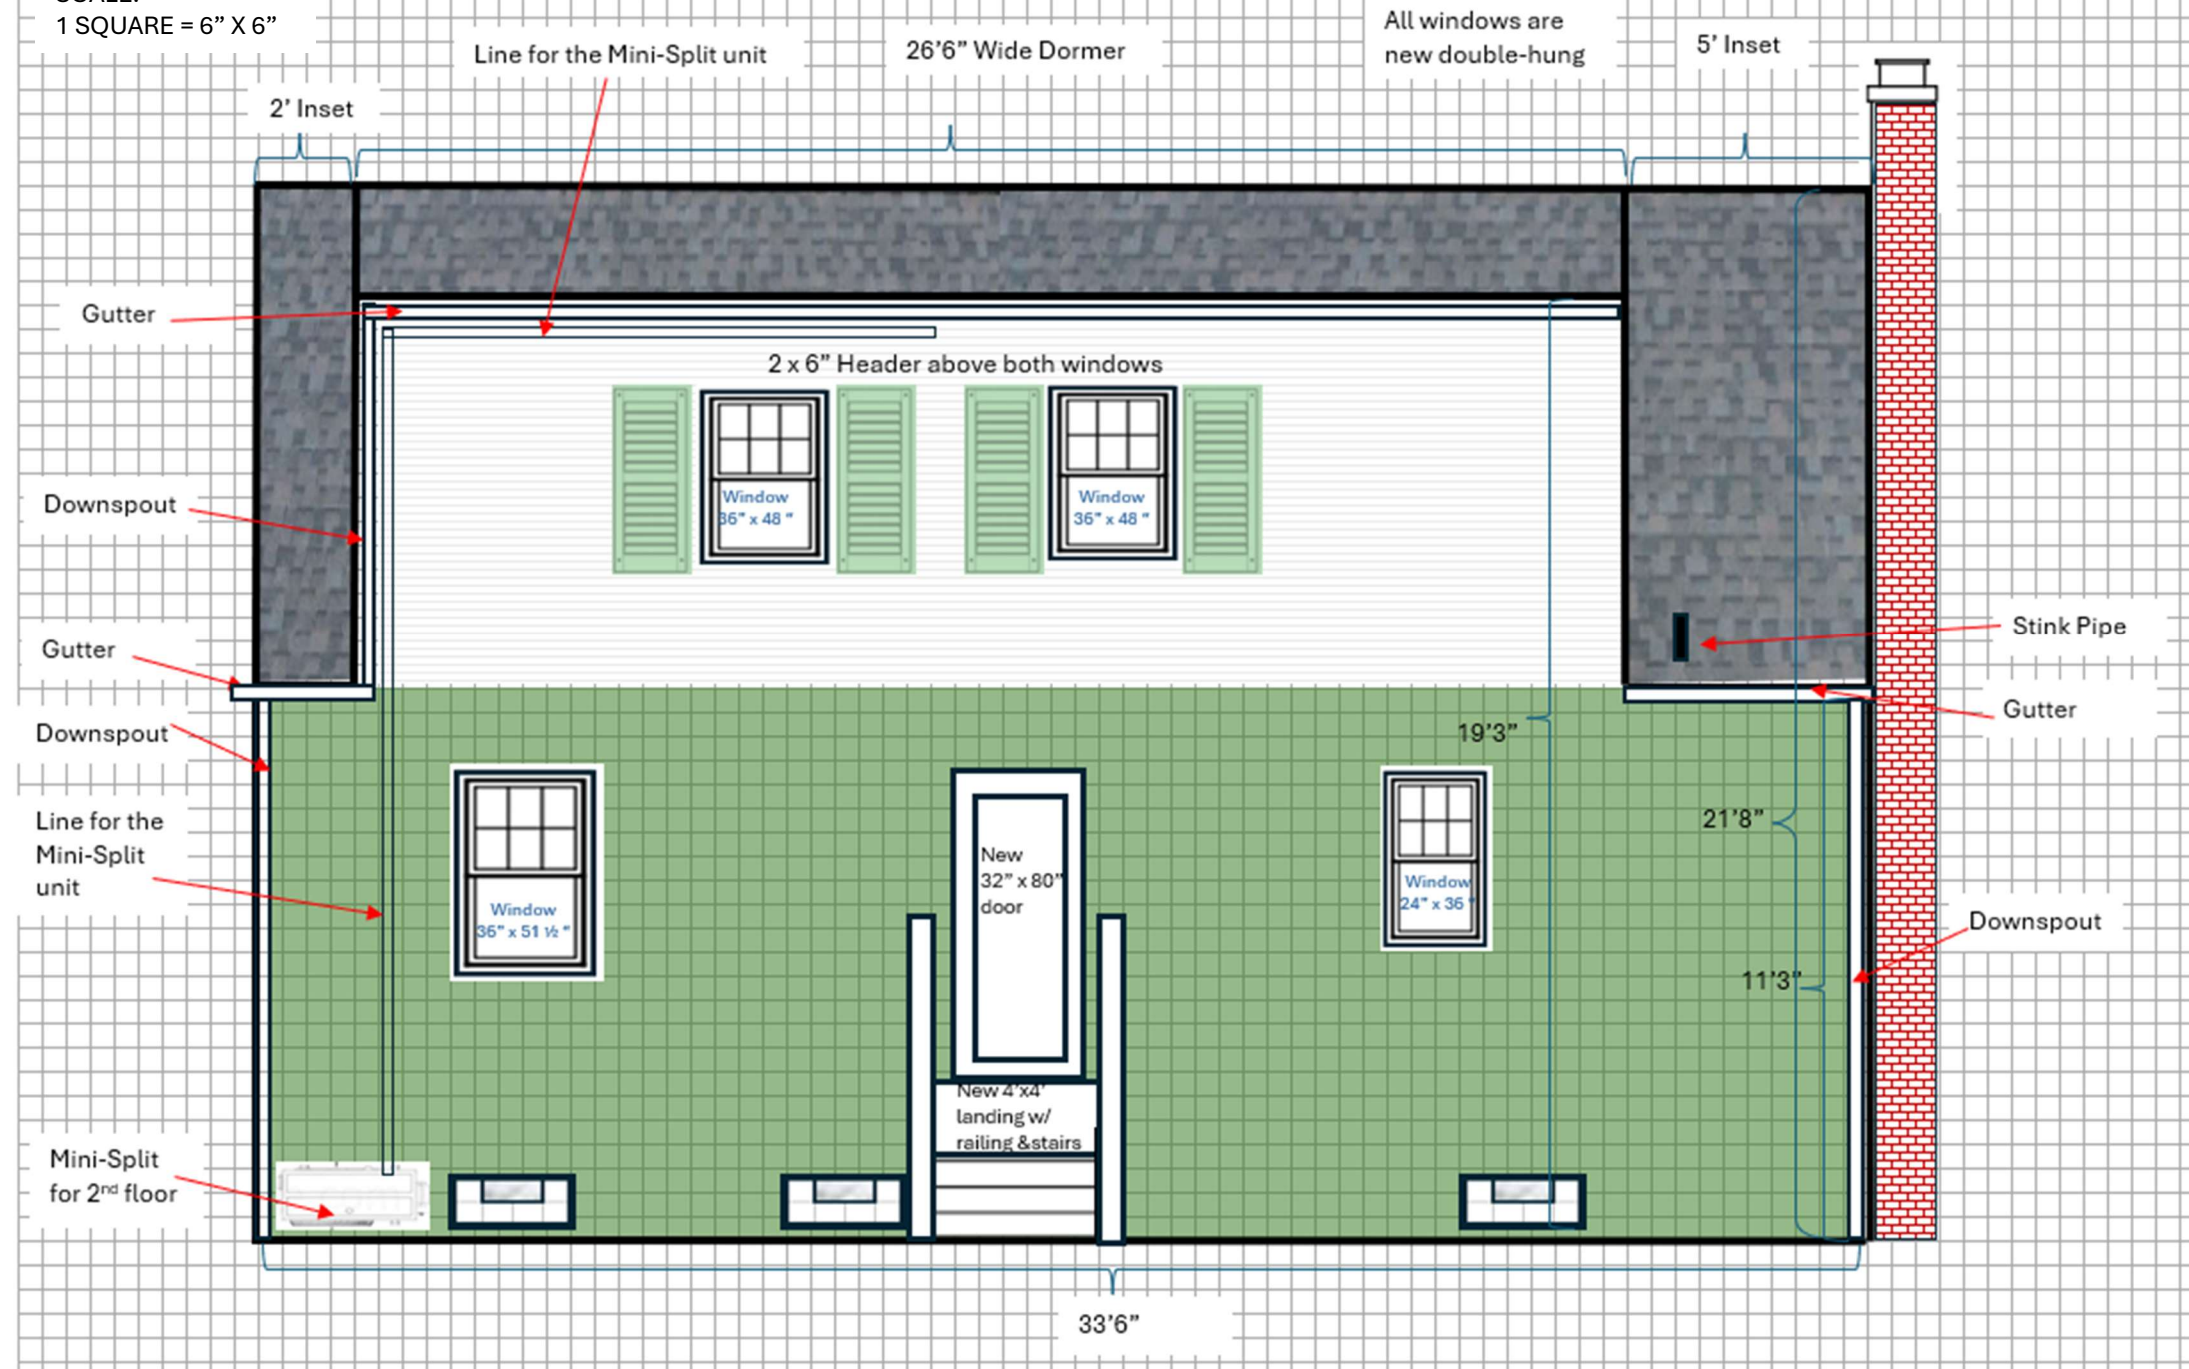 1 SQUARE = 6” X 6”
Line for the Mini-Split unit
26’6” Wide Dormer
All windows are
new double-hung
5’ Inset
2’ Inset
Gutter
2 x 6” Header above both windows
Window
36” x 48 “
Window
36” x 48 “
Downspout
Gutter
Stink Pipe
Gutter
Downspout
19’3”
21’8”
Line for the
Mini-Split
unit
New
32” x 80”
door
Window
36” x 51 ½ “
Window
24” x 36 “
Downspout
11’3”
New 4’x4’
landing w/
railing &stairs
Mini-Split
for 2nd floor
33’6”